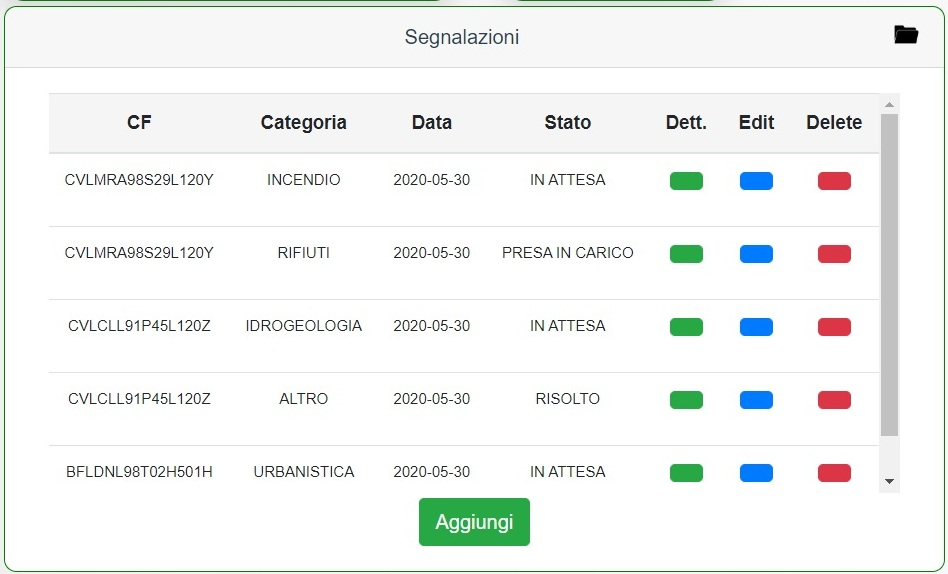 Segnalazioni
CF Categoria Data Stato Dett. Edit Delete
CVLMRA98S29L120Y INCENDIO 2020-05-30 IN ATTESA
CVLMRA98S29L120Y RIFIUTI 2020-05-30 PRESA IN CARICO
CVLCLL91P45L120Z IDROGEOLOGIA 2020-05-30 IN ATTESA
CVLCLL91P45L120Z ALTRO 2020-05-30 RISOLTO
BFLDNL98T02H501H URBANISTICA 2020-05-30 IN ATTESA
Aggiungi